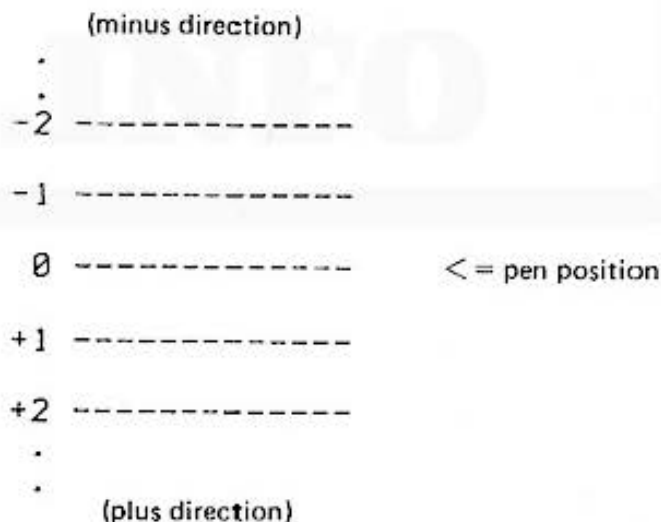 (minus direction)
.
.
-2 -------------
-1 -------------
0 ------------- <= pen position
+1 -------------
+2 -------------
.
.
(plus direction)